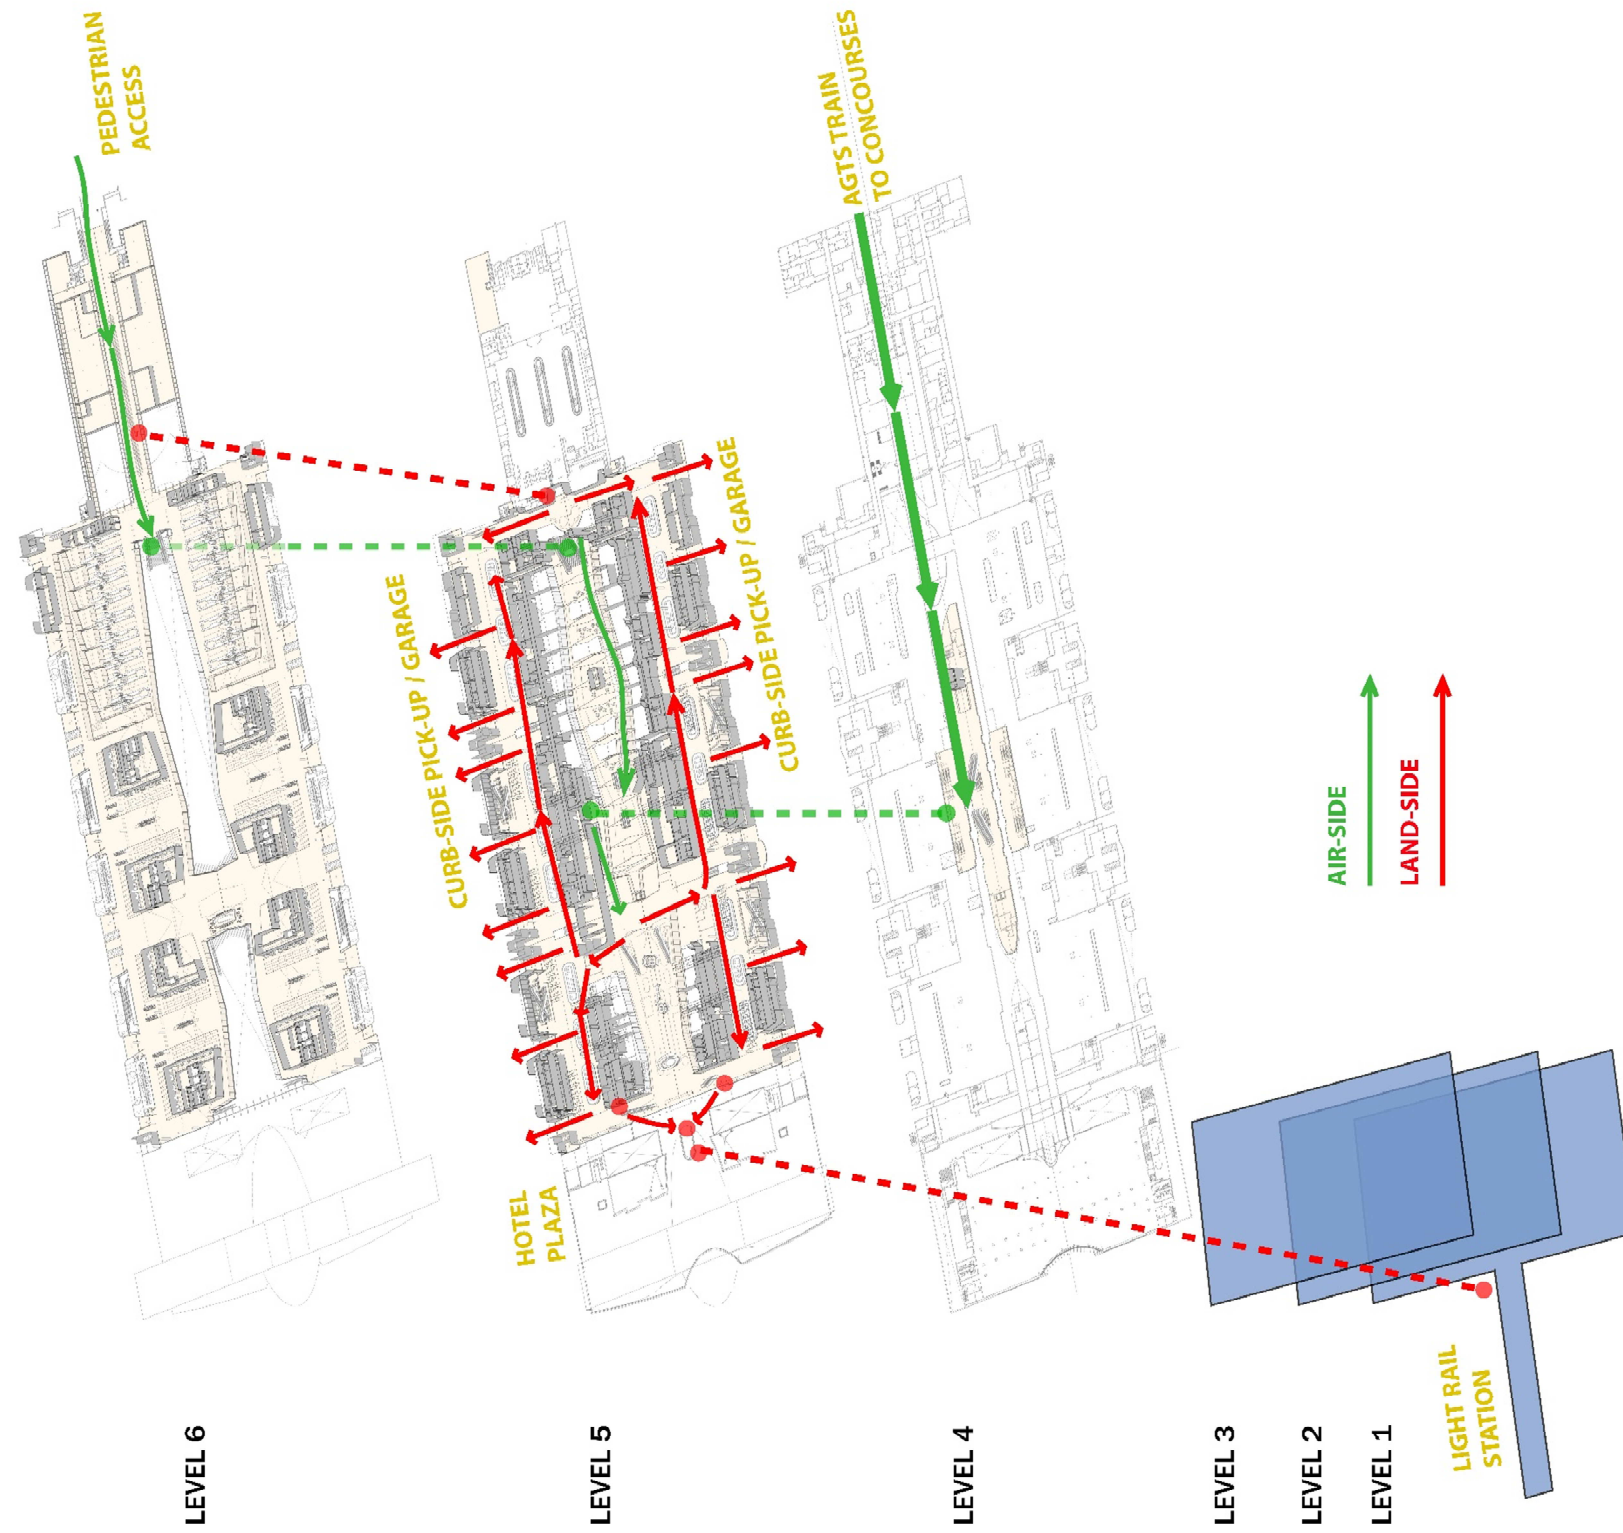 PEDESTRIAN
ACCESS
LEVEL 6
CURB-SIDE PICK-UP / GARAGE
CURB-SIDE PICK-UP / GARAGE
HOTEL
PLAZA
LEVEL 5
AGTS TRAIN
TO CONCOURSES
LEVEL 4
LEVEL 3
LEVEL 2
LEVEL 1
LIGHT RAIL
STATION
AIR-SIDE
LAND-SIDE